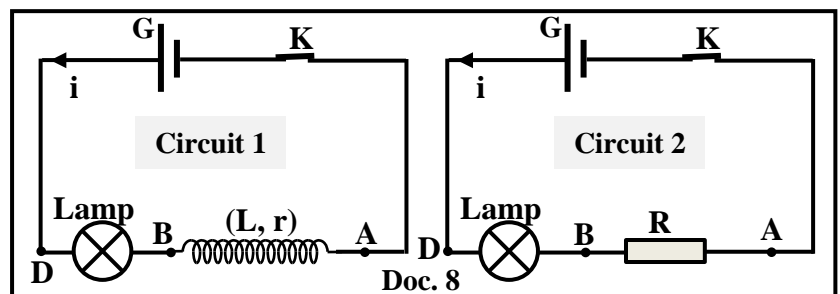 G K G K
i i
Circuit 1 Circuit 2
Lamp (L, r) Lamp R
B A B A
D D
Doc. 8